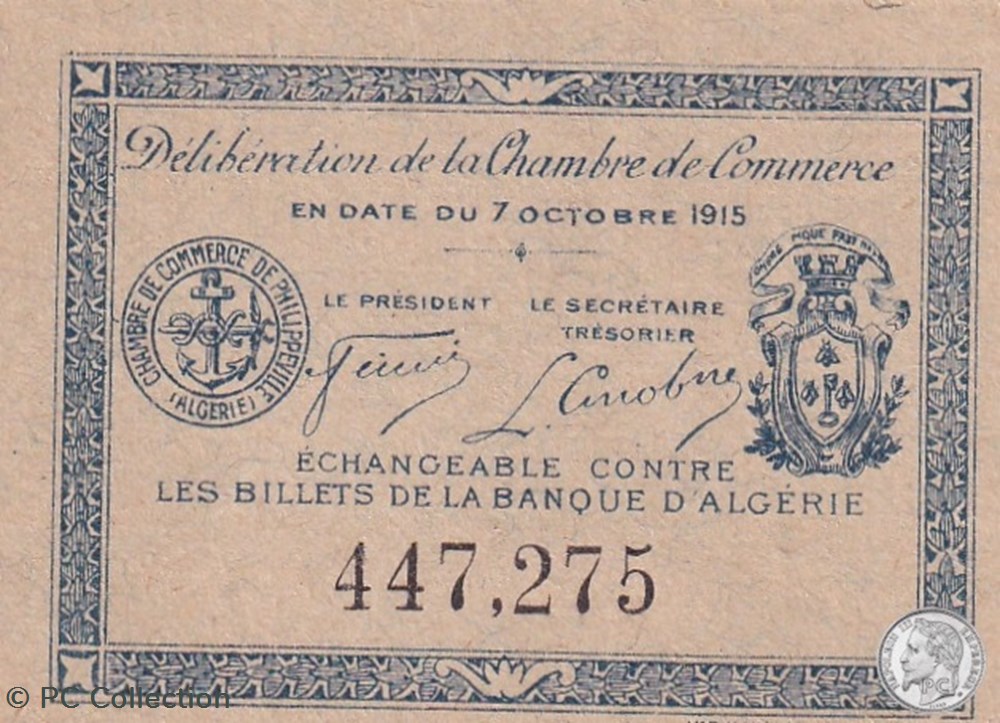 Délibération de la Chambre de Commerce
EN DATE DU 7 OCTOBRE 1915
CHAMBRE DE COMMERCE DE PHILIPPEVILLE
(ALGERIE)
LE PRÉSIDENT
LE SECRÉTAIRE
TRÉSORIER
ÉCHANGEABLE CONTRE
LES BILLETS DE LA BANQUE D'ALGÉRIE
447,275
© PC Collection
PC